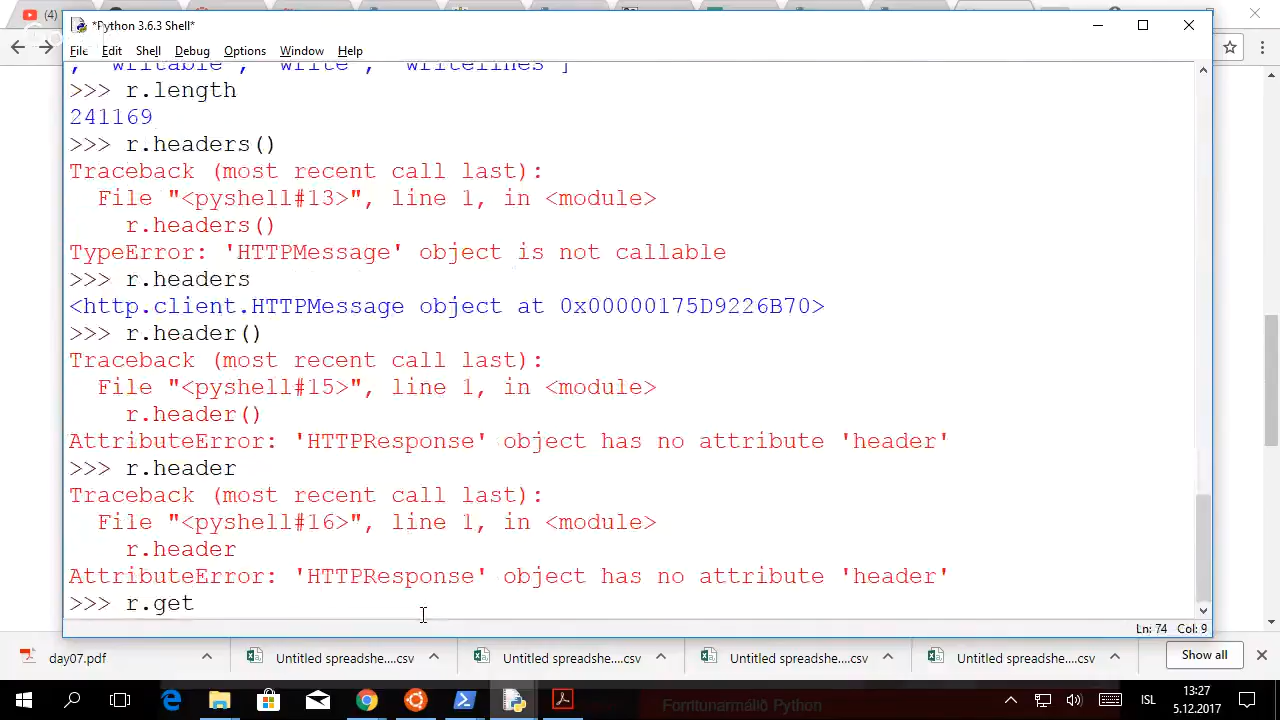 (4)
*Python 3.6.3 Shell*
File Edit Shell Debug Options Window Help
, 'writable', 'write', 'writelines']
>>> r.length
241169
>>> r.headers()
Traceback (most recent call last):
File "<pyshell#13>", line 1, in <module>
r.headers()
TypeError: 'HTTPMessage' object is not callable
>>> r.headers
<http.client.HTTPMessage object at 0x00000175D9226B70>
>>> r.header()
Traceback (most recent call last):
File "<pyshell#15>", line 1, in <module>
r.header()
AttributeError: 'HTTPResponse' object has no attribute 'header'
>>> r.header
Traceback (most recent call last):
File "<pyshell#16>", line 1, in <module>
r.header
AttributeError: 'HTTPResponse' object has no attribute 'header'
>>> r.get
Ln: 74 Col: 9
day07.pdf Untitled spreadshe....csv Untitled spreadshe....csv Untitled spreadshe....csv Untitled spreadshe....csv Show all
Forritunarmálið Python
ISL
13:27
5.12.2017